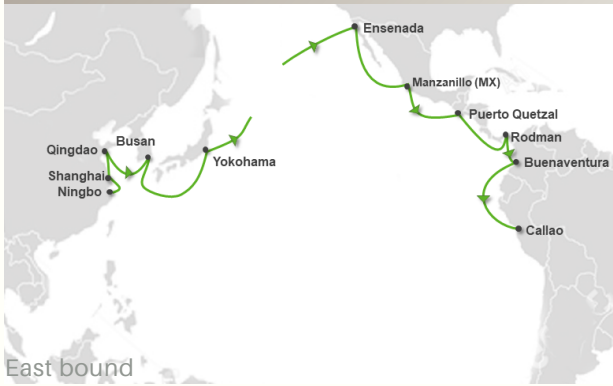 Ensenada
Manzanillo (MX)
Puerto Quetzal
Rodman
Buenaventura
Callao
Qingdao
Busan
Yokohama
Shanghai
Ningbo
East bound